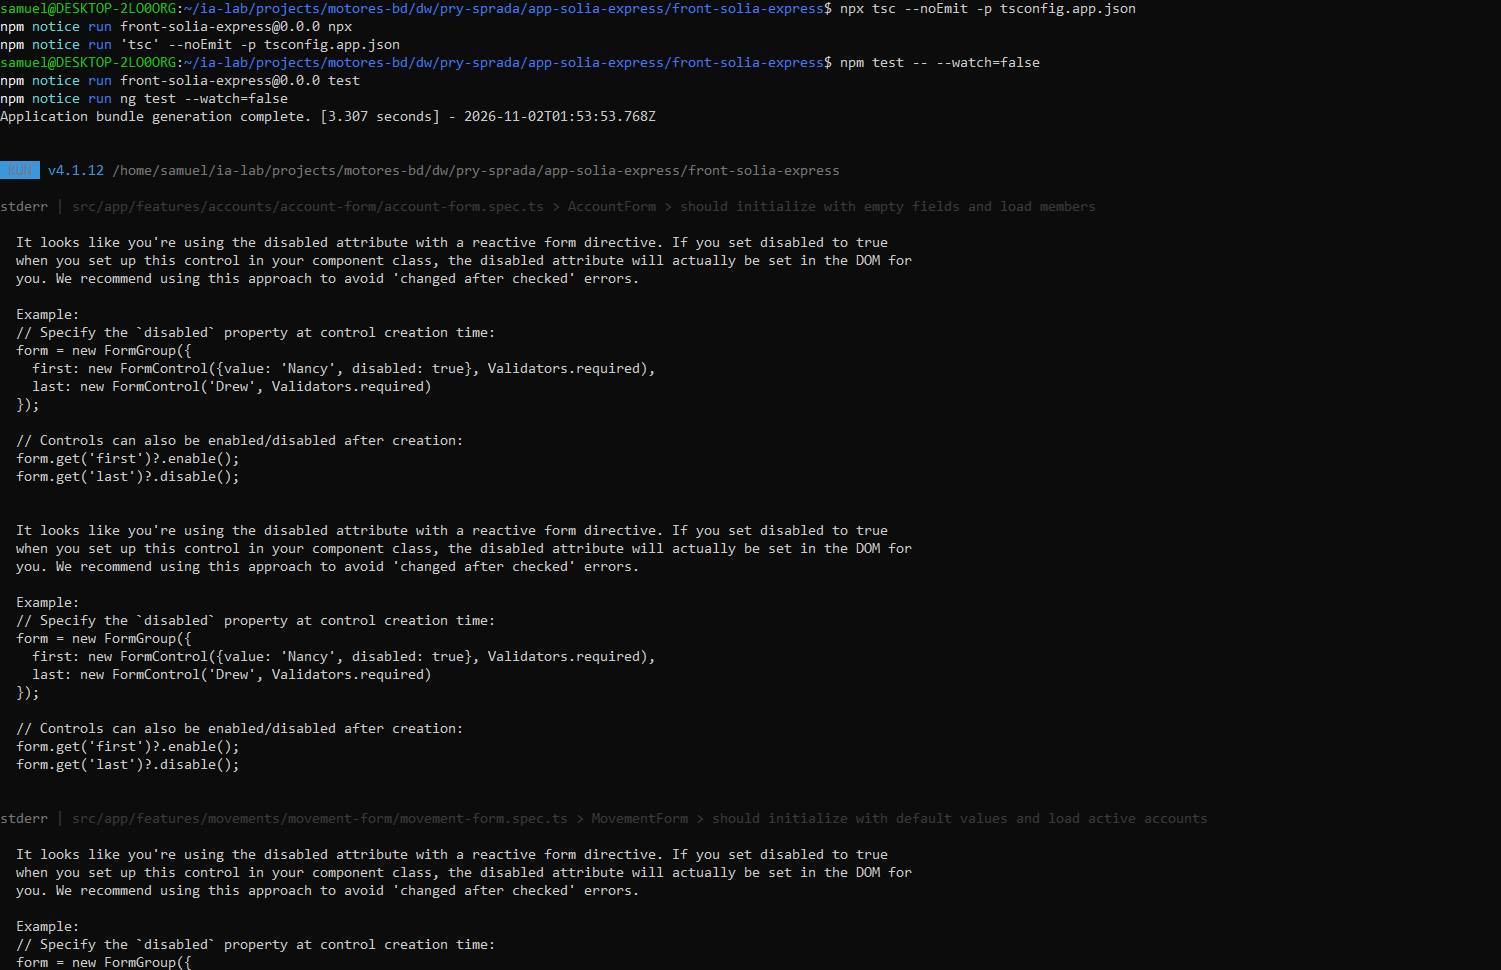 samuel@DESKTOP-2LO0ORG:~/ia-lab/projects/motores-bd/dw/pry-sprada/app-solia-express/front-solia-express$ npx tsc --noEmit -p tsconfig.app.json
npm notice run front-solia-express@0.0.0 npx
npm notice run 'tsc' --noEmit -p tsconfig.app.json
samuel@DESKTOP-2LO0ORG:~/ia-lab/projects/motores-bd/dw/pry-sprada/app-solia-express/front-solia-express$ npm test -- --watch=false
npm notice run front-solia-express@0.0.0 test
npm notice run ng test --watch=false
Application bundle generation complete. [3.307 seconds] - 2026-11-02T01:53:53.768Z
RUN v4.1.12 /home/samuel/ia-lab/projects/motores-bd/dw/pry-sprada/app-solia-express/front-solia-express
stderr | src/app/features/accounts/account-form/account-form.spec.ts > AccountForm > should initialize with empty fields and load members
It looks like you're using the disabled attribute with a reactive form directive. If you set disabled to true
when you set up this control in your component class, the disabled attribute will actually be set in the DOM for
you. We recommend using this approach to avoid 'changed after checked' errors.
Example:
// Specify the `disabled` property at control creation time:
form = new FormGroup({
first: new FormControl({value: 'Nancy', disabled: true}, Validators.required),
last: new FormControl('Drew', Validators.required)
});
// Controls can also be enabled/disabled after creation:
form.get('first')?.enable();
form.get('last')?.disable();
It looks like you're using the disabled attribute with a reactive form directive. If you set disabled to true
when you set up this control in your component class, the disabled attribute will actually be set in the DOM for
you. We recommend using this approach to avoid 'changed after checked' errors.
Example:
// Specify the `disabled` property at control creation time:
form = new FormGroup({
first: new FormControl({value: 'Nancy', disabled: true}, Validators.required),
last: new FormControl('Drew', Validators.required)
});
// Controls can also be enabled/disabled after creation:
form.get('first')?.enable();
form.get('last')?.disable();
stderr | src/app/features/movements/movement-form/movement-form.spec.ts > MovementForm > should initialize with default values and load active accounts
It looks like you're using the disabled attribute with a reactive form directive. If you set disabled to true
when you set up this control in your component class, the disabled attribute will actually be set in the DOM for
you. We recommend using this approach to avoid 'changed after checked' errors.
Example:
// Specify the `disabled` property at control creation time:
form = new FormGroup({